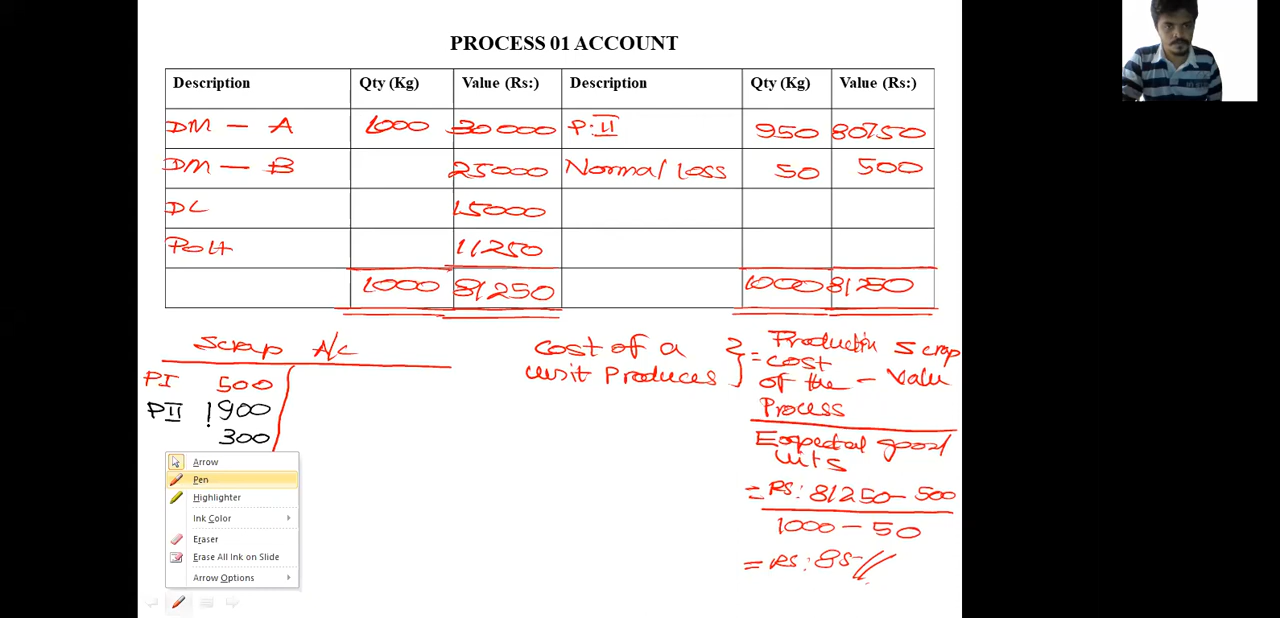 PROCESS 01 ACCOUNT
Description Qty (Kg) Value (Rs:) Description Qty (Kg) Value (Rs:)
DM - A 1000 30000 P.II 950 80750
DM - B 25000 Normal loss 50 500
DL 15000
POH 11250
1000 81250 1000 81250
Scrap A/C
PI 500
PII 1900
300
Arrow
Pen
Highlighter
Ink Color
Eraser
Erase All Ink on Slide
Arrow Options
cost of a
unit Produces
= Production cost of the Process - Scrap value
Expected good
units
= Rs: 81250 - 500
1000 - 50
= Rs: 85//